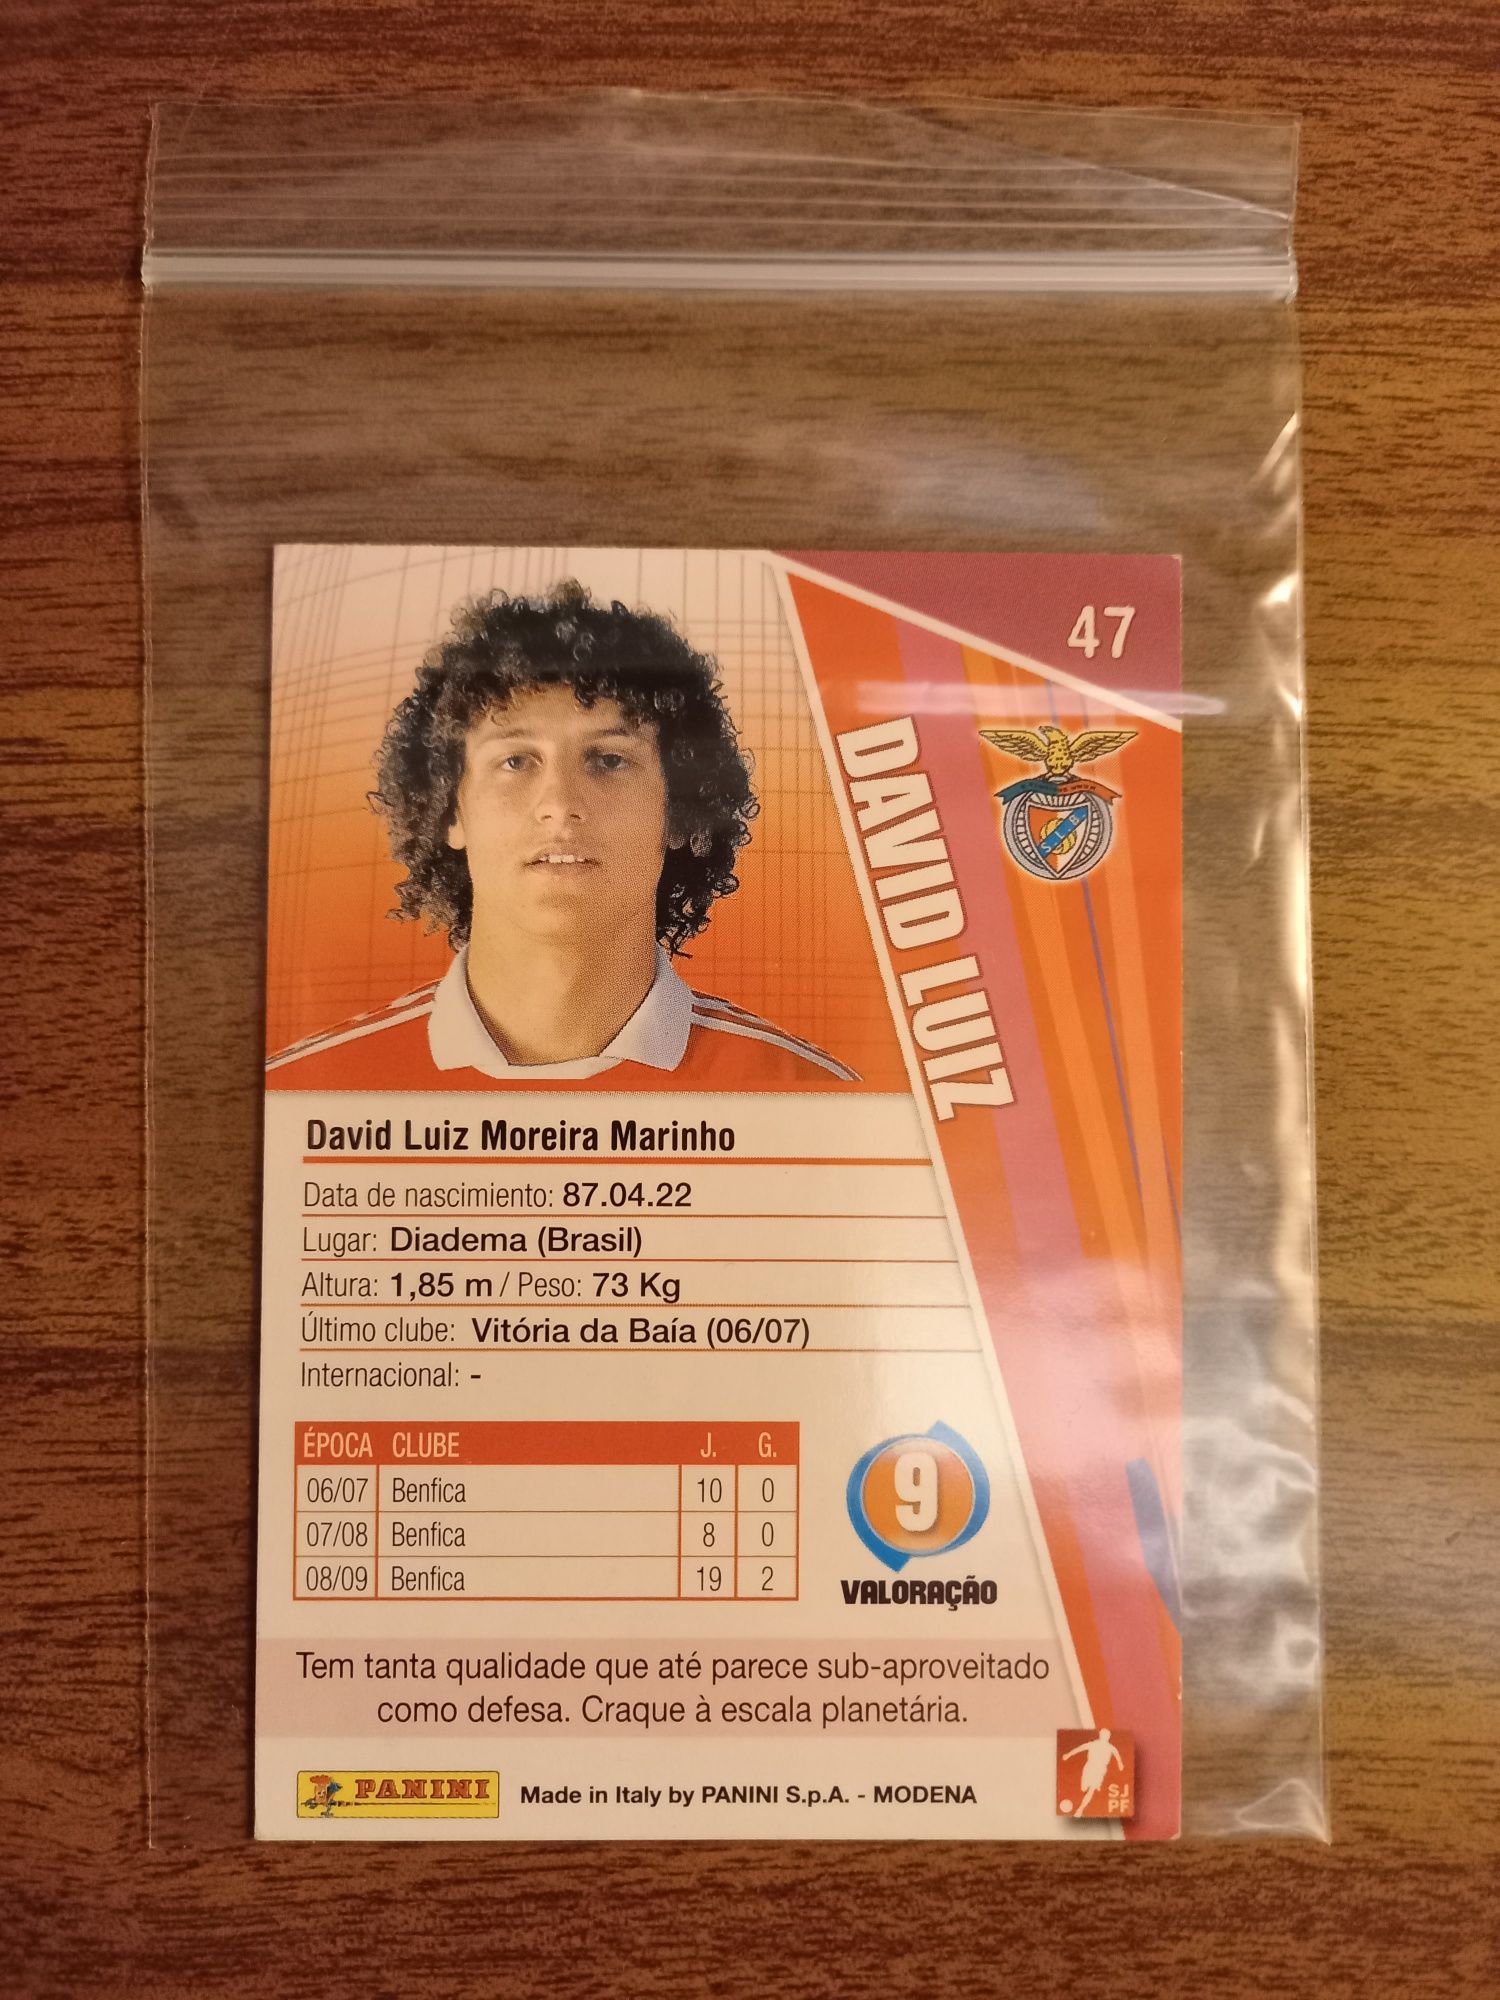 47
DAVID LUIZ
S. L. B.
David Luiz Moreira Marinho
Data de nascimiento: 87.04.22
Lugar: Diadema (Brasil)
Altura: 1,85 m / Peso: 73 Kg
Último clube: Vitória da Baía (06/07)
Internacional: -
ÉPOCA CLUBE J. G.
06/07 Benfica 10 0
07/08 Benfica 8 0
08/09 Benfica 19 2
9
VALORAÇÃO
Tem tanta qualidade que até parece sub-aproveitado
como defesa. Craque à escala planetária.
PANINI Made in Italy by PANINI S.p.A. - MODENA
SJ
PF